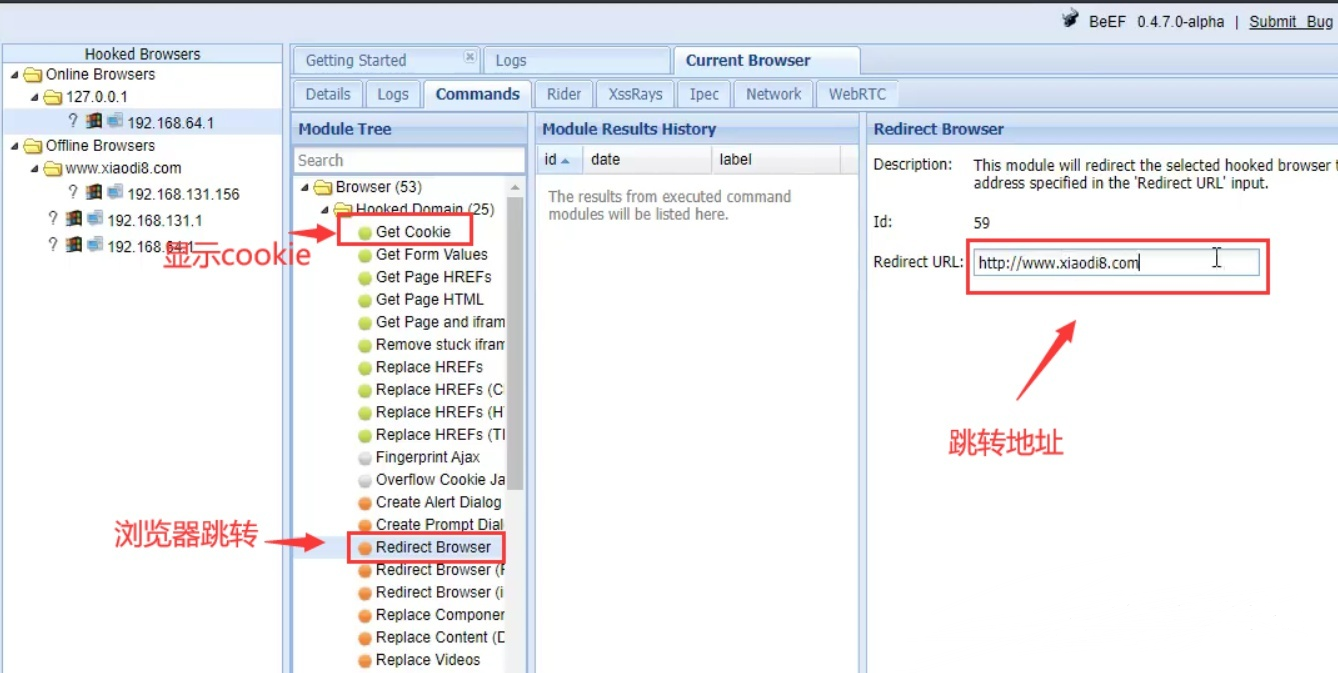 BeEF 0.4.7.0-alpha | Submit Bug
Hooked Browsers
Online Browsers
127.0.0.1
? 192.168.64.1
Offline Browsers
www.xiaodi8.com
? 192.168.131.156
? 192.168.131.1
? 192.168.64.1
显示cookie
浏览器跳转
Getting Started
Logs
Current Browser
Details
Logs
Commands
Rider
XssRays
Ipec
Network
WebRTC
Module Tree
Search
Browser (53)
Hooked Domain (25)
Get Cookie
Get Form Values
Get Page HREFs
Get Page HTML
Get Page and ifram
Remove stuck ifram
Replace HREFs
Replace HREFs (C
Replace HREFs (H
Replace HREFs (TI
Fingerprint Ajax
Overflow Cookie Ja
Create Alert Dialog
Create Prompt Dial
Redirect Browser
Redirect Browser (F
Redirect Browser (i
Replace Componen
Replace Content (D
Replace Videos
Module Results History
id date label
The results from executed command
modules will be listed here.
Redirect Browser
Description: This module will redirect the selected hooked browser t
address specified in the 'Redirect URL' input.
Id: 59
Redirect URL: http://www.xiaodi8.com
跳转地址